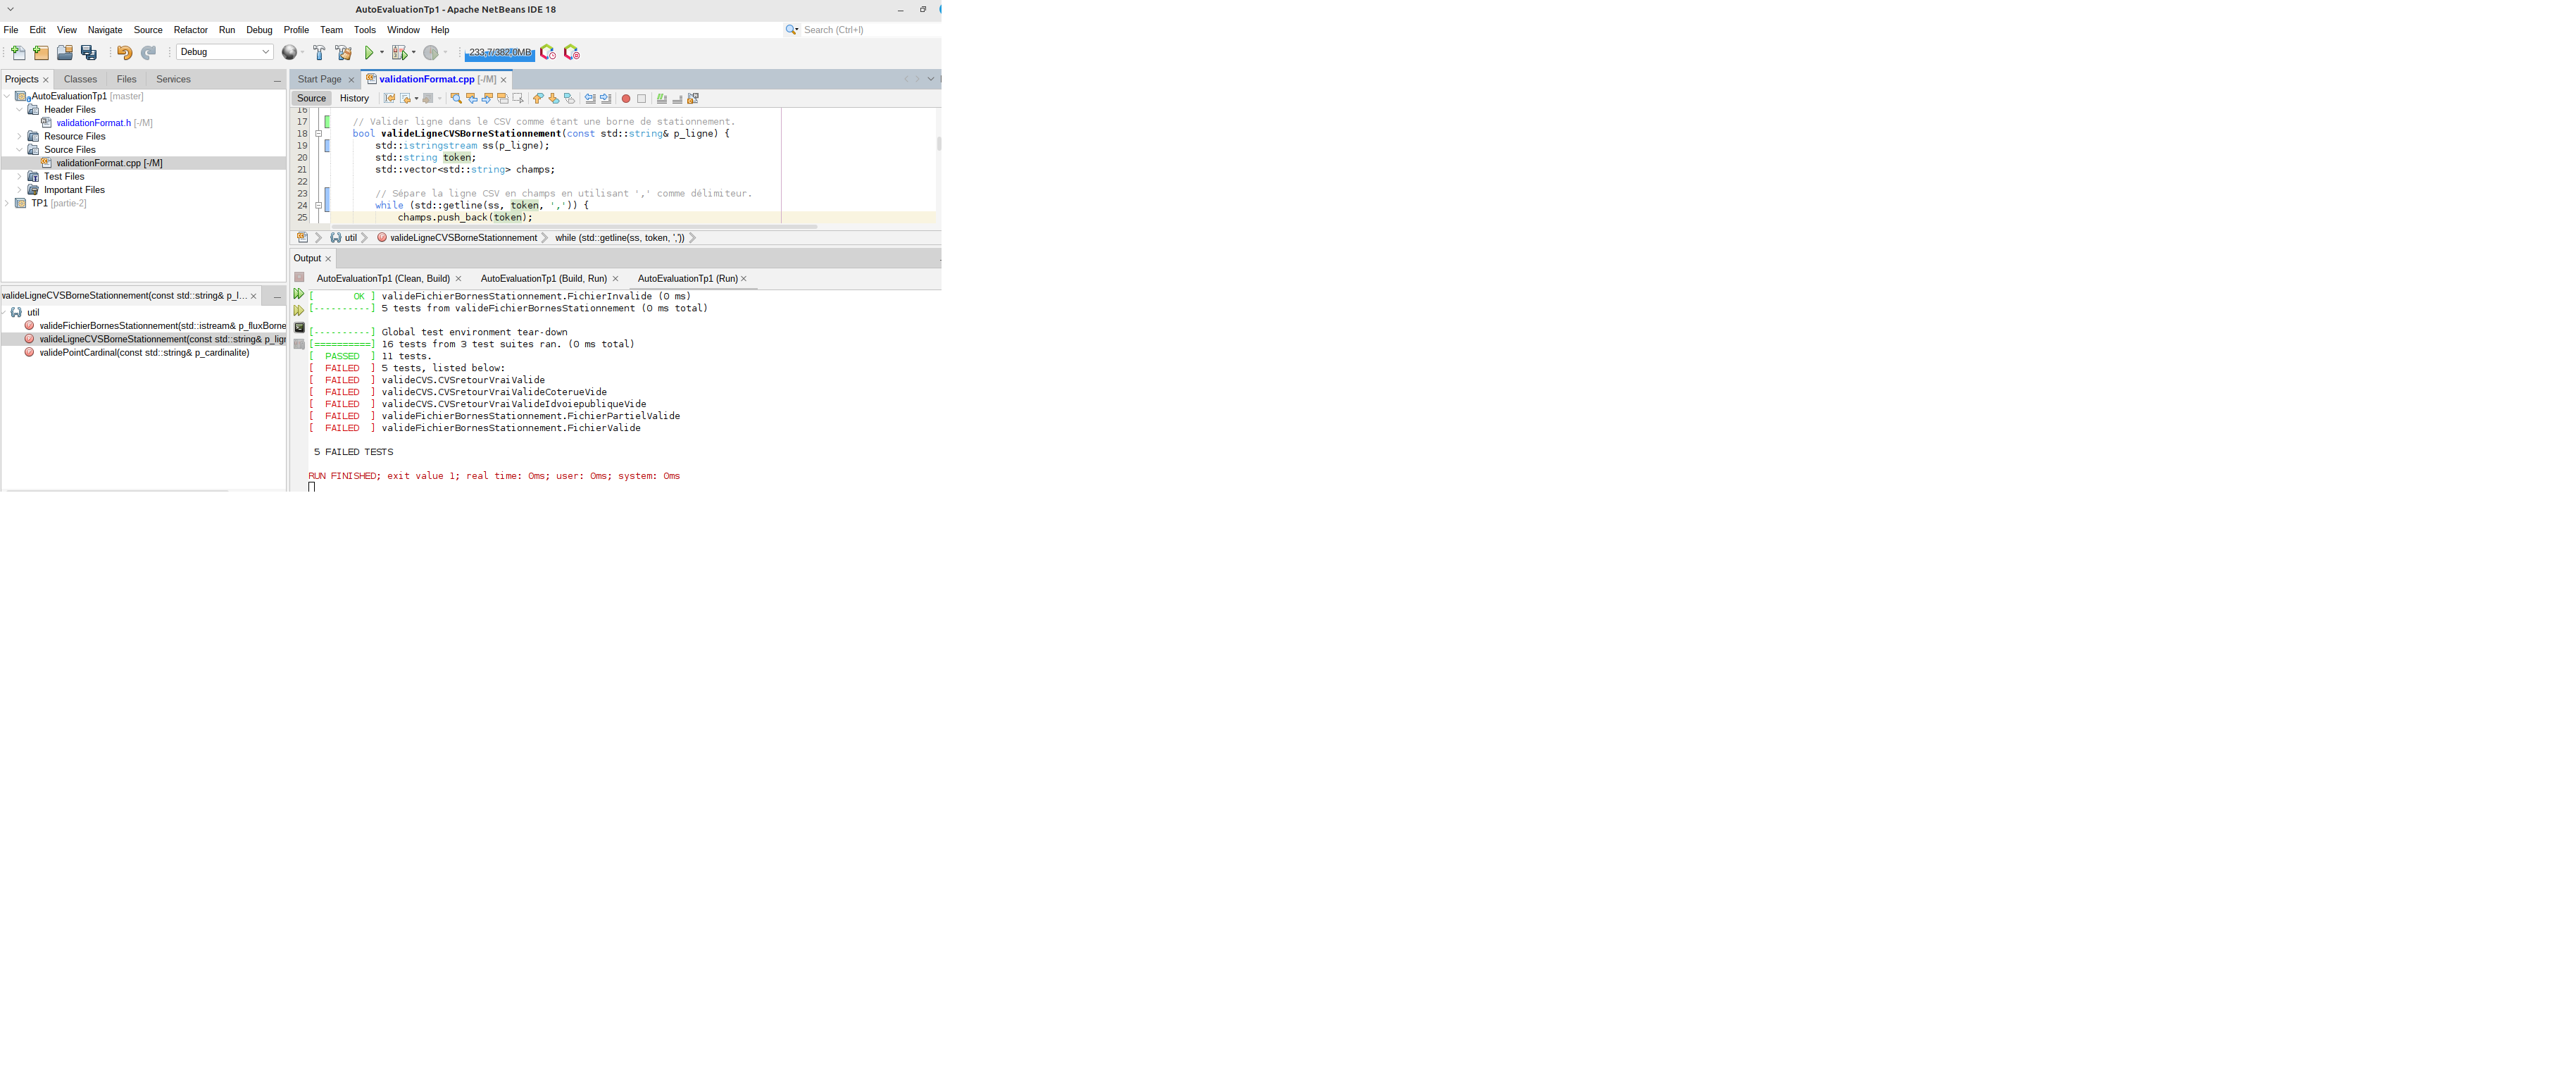 AutoEvaluationTp1 - Apache NetBeans IDE 18
File Edit View Navigate Source Refactor Run Debug Profile Team Tools Window Help
Search (Ctrl+I)
Debug
233,7/382,0MB
Projects Classes Files Services
AutoEvaluationTp1 [master]
Header Files
validationFormat.h [-/M]
Resource Files
Source Files
validationFormat.cpp [-/M]
Test Files
Important Files
TP1 [partie-2]
valideLigneCVSBorneStationnement(const std::string& p_l...
util
valideFichierBornesStationnement(std::istream& p_fluxBorne
valideLigneCVSBorneStationnement(const std::string& p_lign
validePointCardinal(const std::string& p_cardinalite)
Start Page validationFormat.cpp [-/M]
Source History
16
17 // Valider ligne dans le CSV comme étant une borne de stationnement.
18 bool valideLigneCVSBorneStationnement(const std::string& p_ligne) {
19 std::istringstream ss(p_ligne);
20 std::string token;
21 std::vector<std::string> champs;
22
23 // Sépare la ligne CSV en champs en utilisant ',' comme délimiteur.
24 while (std::getline(ss, token, ',')) {
25 champs.push_back(token);
util valideLigneCVSBorneStationnement while (std::getline(ss, token, ','))
Output
AutoEvaluationTp1 (Clean, Build) AutoEvaluationTp1 (Build, Run) AutoEvaluationTp1 (Run)
[ OK ] valideFichierBornesStationnement.FichierInvalide (0 ms)
[----------] 5 tests from valideFichierBornesStationnement (0 ms total)
[----------] Global test environment tear-down
[==========] 16 tests from 3 test suites ran. (0 ms total)
[ PASSED ] 11 tests.
[ FAILED ] 5 tests, listed below:
[ FAILED ] valideCVS.CVSretourVraiValide
[ FAILED ] valideCVS.CVSretourVraiValideCoterueVide
[ FAILED ] valideCVS.CVSretourVraiValideIdvoiepubliqueVide
[ FAILED ] valideFichierBornesStationnement.FichierPartielValide
[ FAILED ] valideFichierBornesStationnement.FichierValide
5 FAILED TESTS
RUN FINISHED; exit value 1; real time: 0ms; user: 0ms; system: 0ms